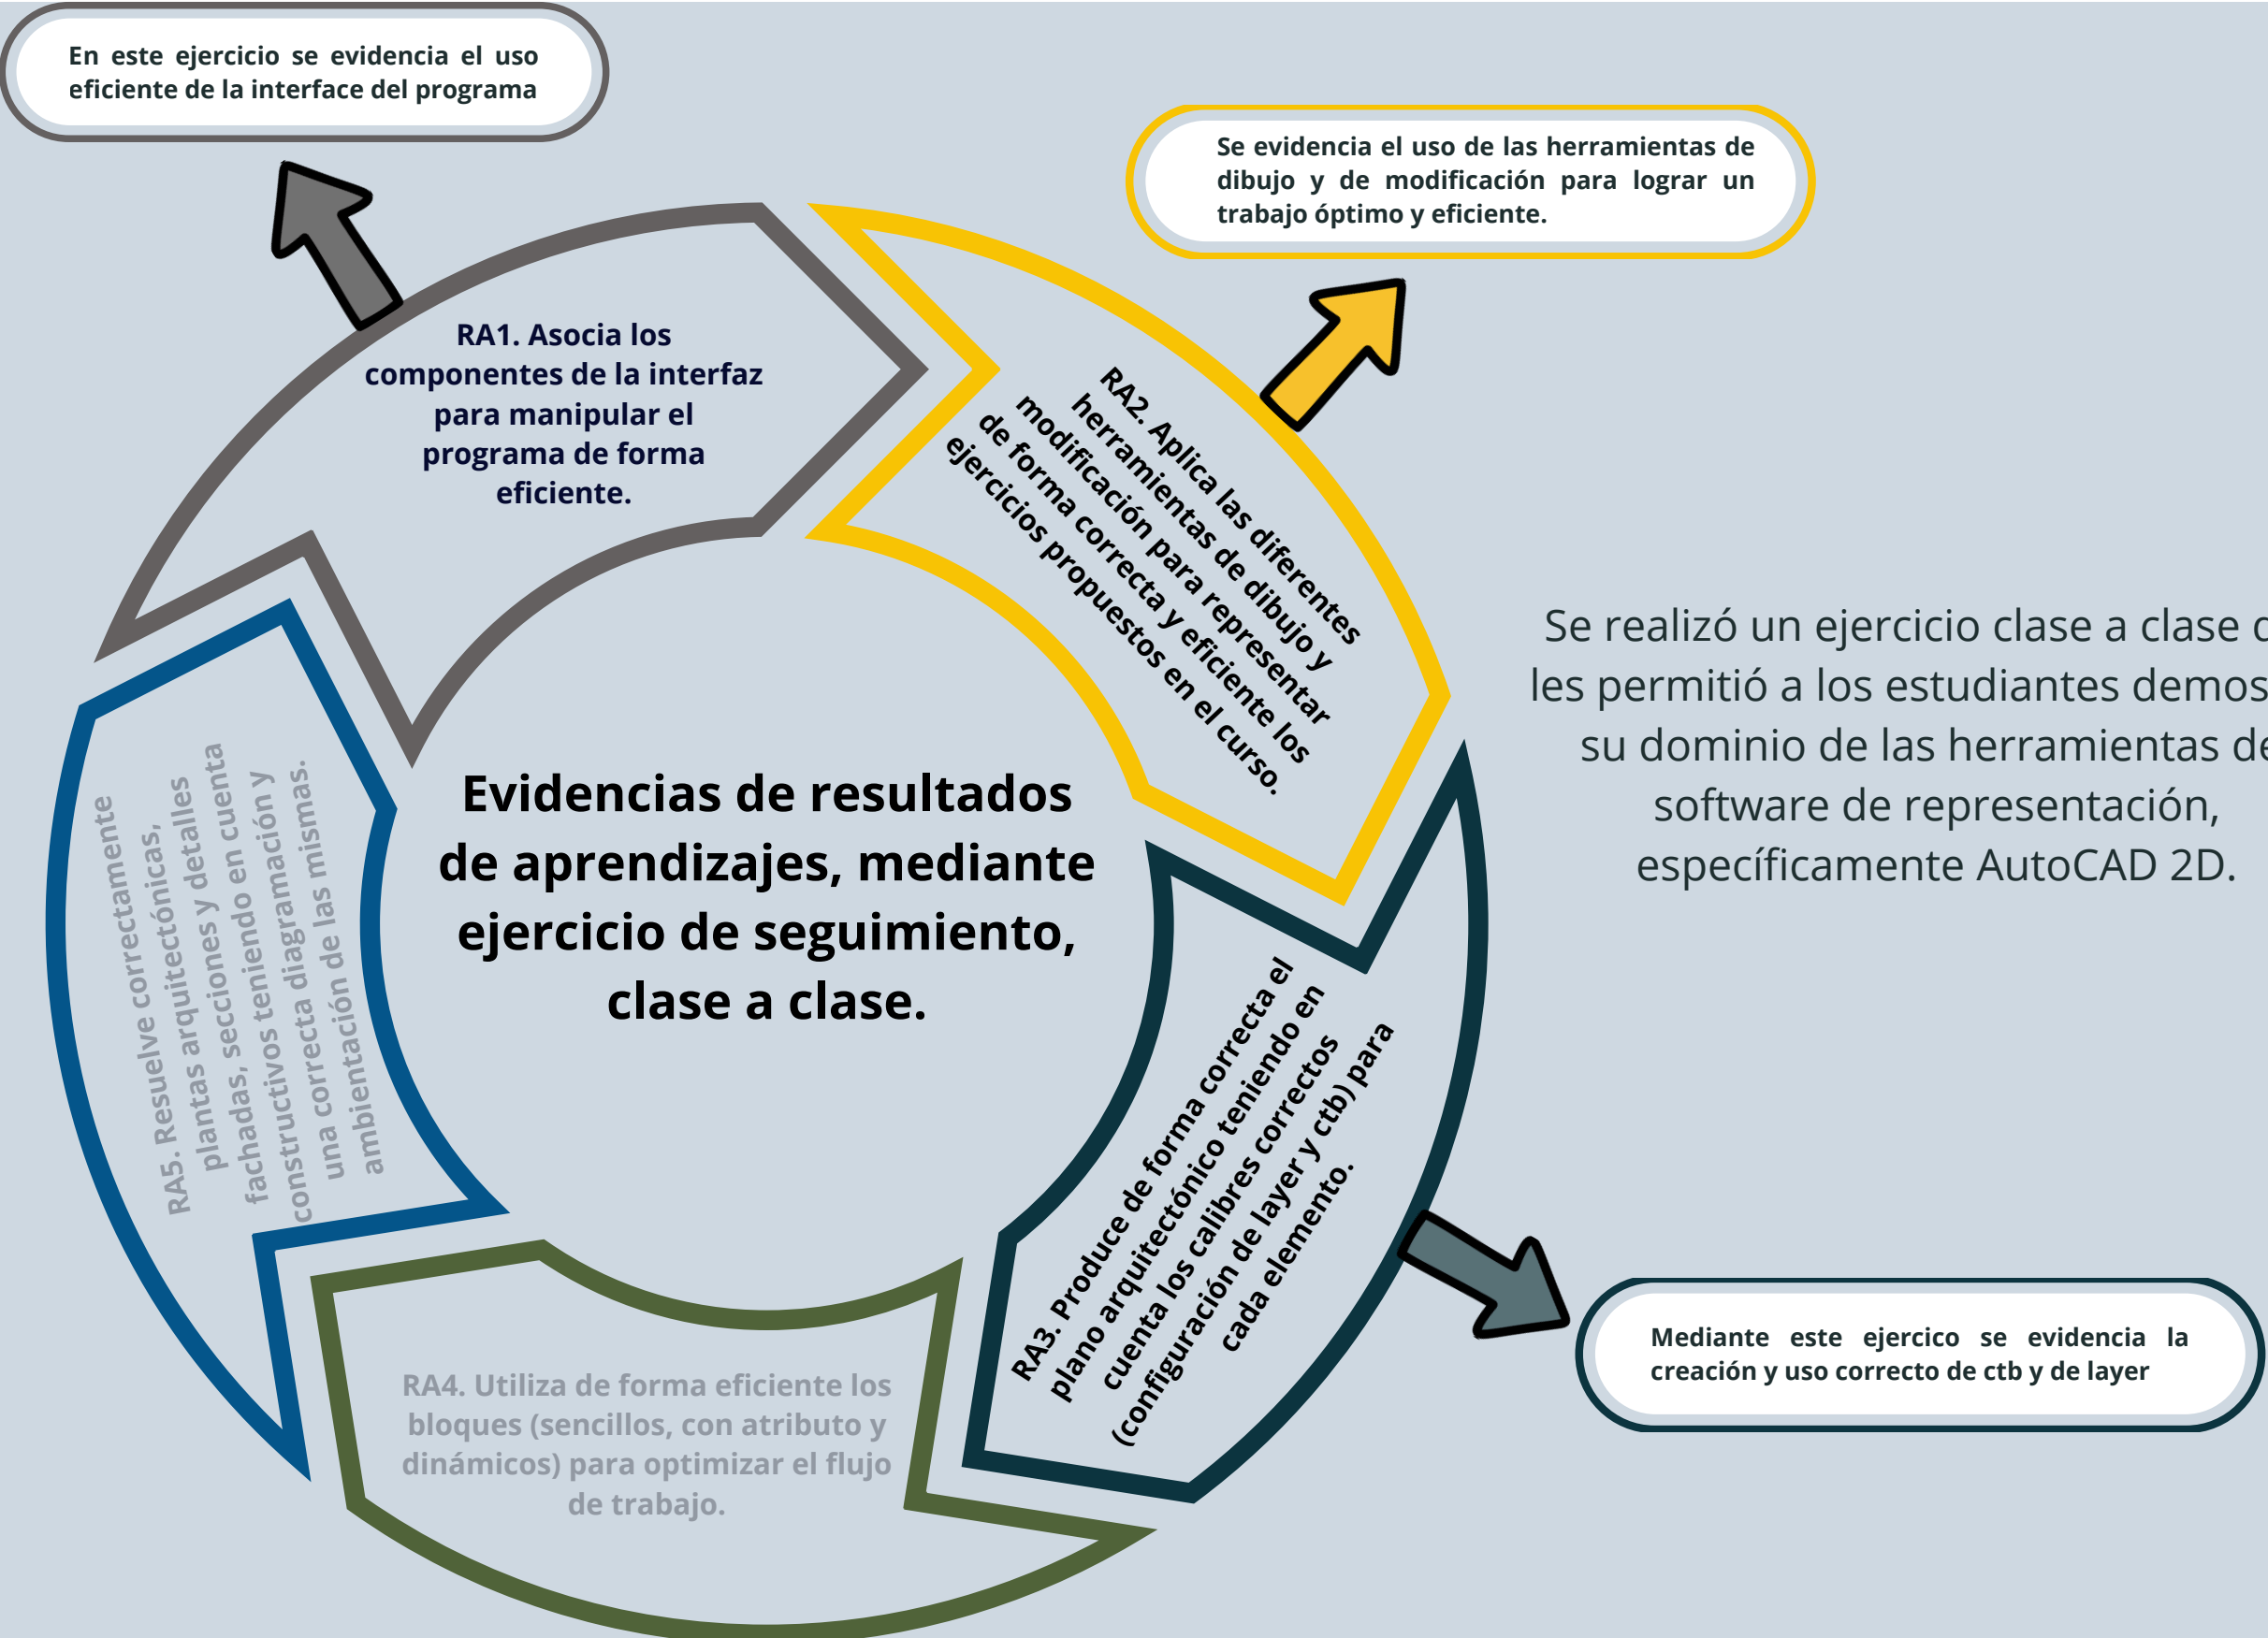 En este ejercicio se evidencia el uso
eficiente de la interface del programa
Se evidencia el uso de las herramientas de
dibujo y de modificación para lograr un
trabajo óptimo y eficiente.
RA1. Asocia los
componentes de la interfaz
para manipular el
programa de forma
eficiente.
RA2. Aplica las diferentes
herramientas de dibujo y
modificación para representar
de forma correcta y eficiente los
ejercicios propuestos en el curso.
Se realizó un ejercicio clase a clase
les permitió a los estudiantes demos
su dominio de las herramientas de
software de representación,
específicamente AutoCAD 2D.
Evidencias de resultados
de aprendizajes, mediante
ejercicio de seguimiento,
clase a clase.
RA3. Produce de forma correcta el
plano arquitectónico teniendo en
cuenta los calibres correctos
(configuración de layer y ctb) para
cada elemento.
Mediante este ejercico se evidencia la
creación y uso correcto de ctb y de layer
RA4. Utiliza de forma eficiente los
bloques (sencillos, con atributo y
dinámicos) para optimizar el flujo
de trabajo.
RA5. Resuelve correctamente
plantas arquitectónicas,
plantas secciones y detalles
fachadas, teniendo en cuenta
constructivos diagramación y
una correcta
ambientación de las mismas.